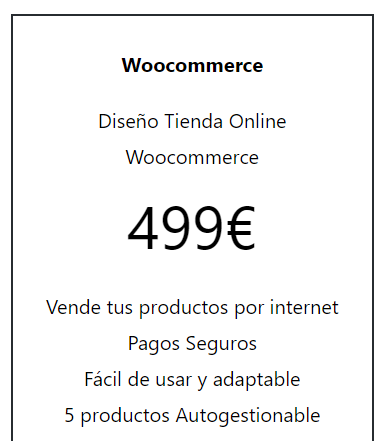 Woocommerce
Diseño Tienda Online
Woocommerce
499€
Vende tus productos por internet
Pagos Seguros
Fácil de usar y adaptable
5 productos Autogestionable